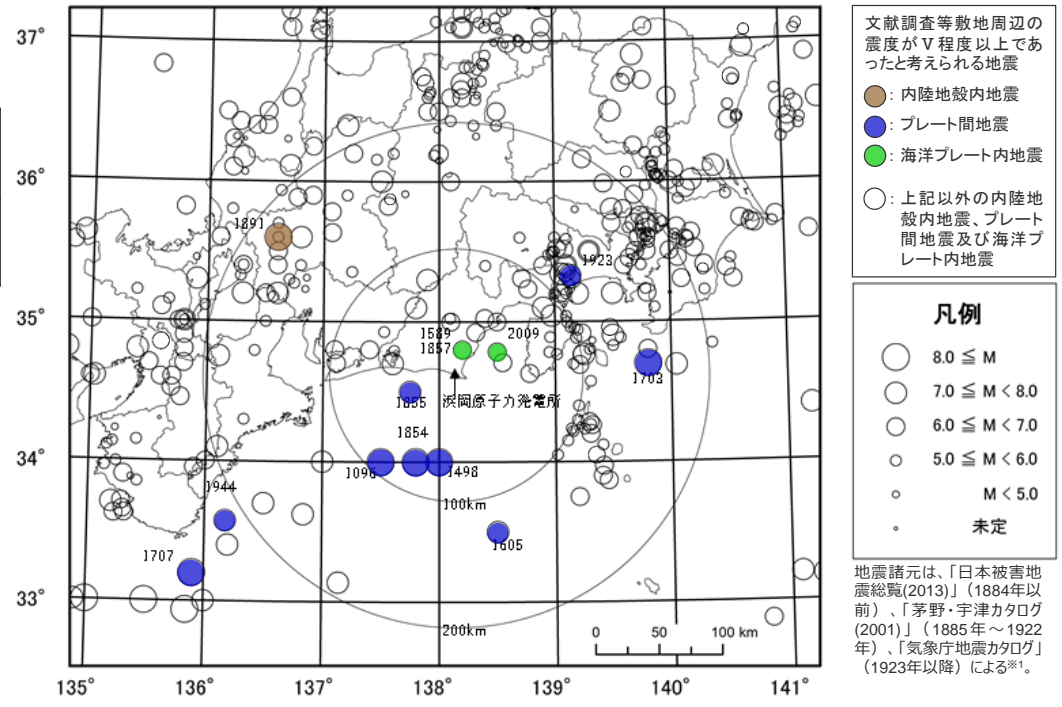 37°
36°
35°
34°
33°
135°
136°
137°
138°
139°
140°
141°
1891
1923
1589
1857
2009
1703
1855
浜岡原子力発電所
1854
1096
1498
1944
100km
1605
1707
200km
0 50 100 km
文献調査等敷地周辺の
震度がⅤ程度以上であ
ったと考えられる地震
：内陸地殻内地震
：プレート間地震
：海洋プレート内地震
：上記以外の内陸地
殻内地震、プレート
間地震及び海洋プ
レート内地震
凡例
8.0 ≦ M
7.0 ≦ M < 8.0
6.0 ≦ M < 7.0
5.0 ≦ M < 6.0
M < 5.0
未定
地震諸元は、「日本被害地
震総覧(2013)」（1884年以
前）、「茅野・宇津カタログ
(2001)」（1885年～1922
年）、「気象庁地震カタログ」
（1923年以降）による※1。